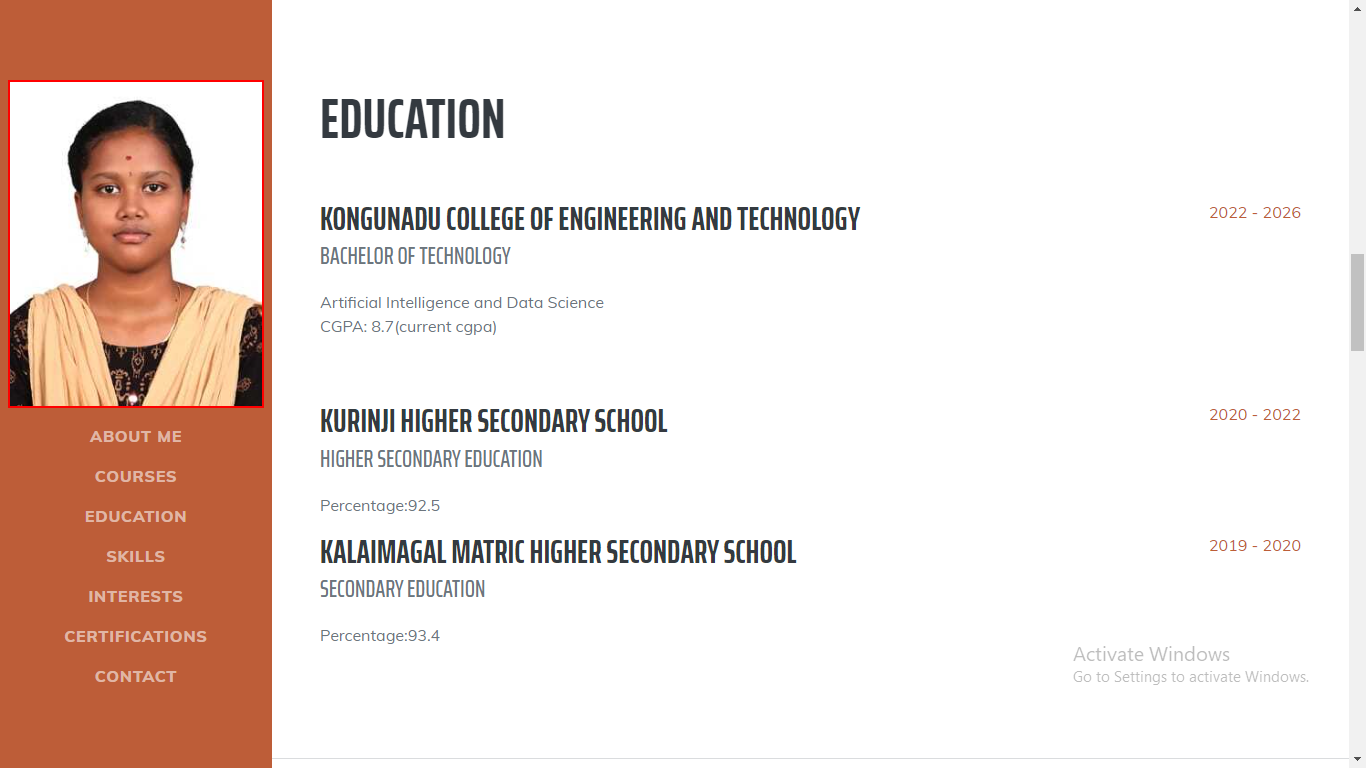 ABOUT ME
COURSES
EDUCATION
SKILLS
INTERESTS
CERTIFICATIONS
CONTACT
EDUCATION
KONGUNADU COLLEGE OF ENGINEERING AND TECHNOLOGY
2022 - 2026
BACHELOR OF TECHNOLOGY
Artificial Intelligence and Data Science
CGPA: 8.7(current cgpa)
KURINJI HIGHER SECONDARY SCHOOL
2020 - 2022
HIGHER SECONDARY EDUCATION
Percentage:92.5
KALAIMAGAL MATRIC HIGHER SECONDARY SCHOOL
2019 - 2020
SECONDARY EDUCATION
Percentage:93.4
Activate Windows
Go to Settings to activate Windows.